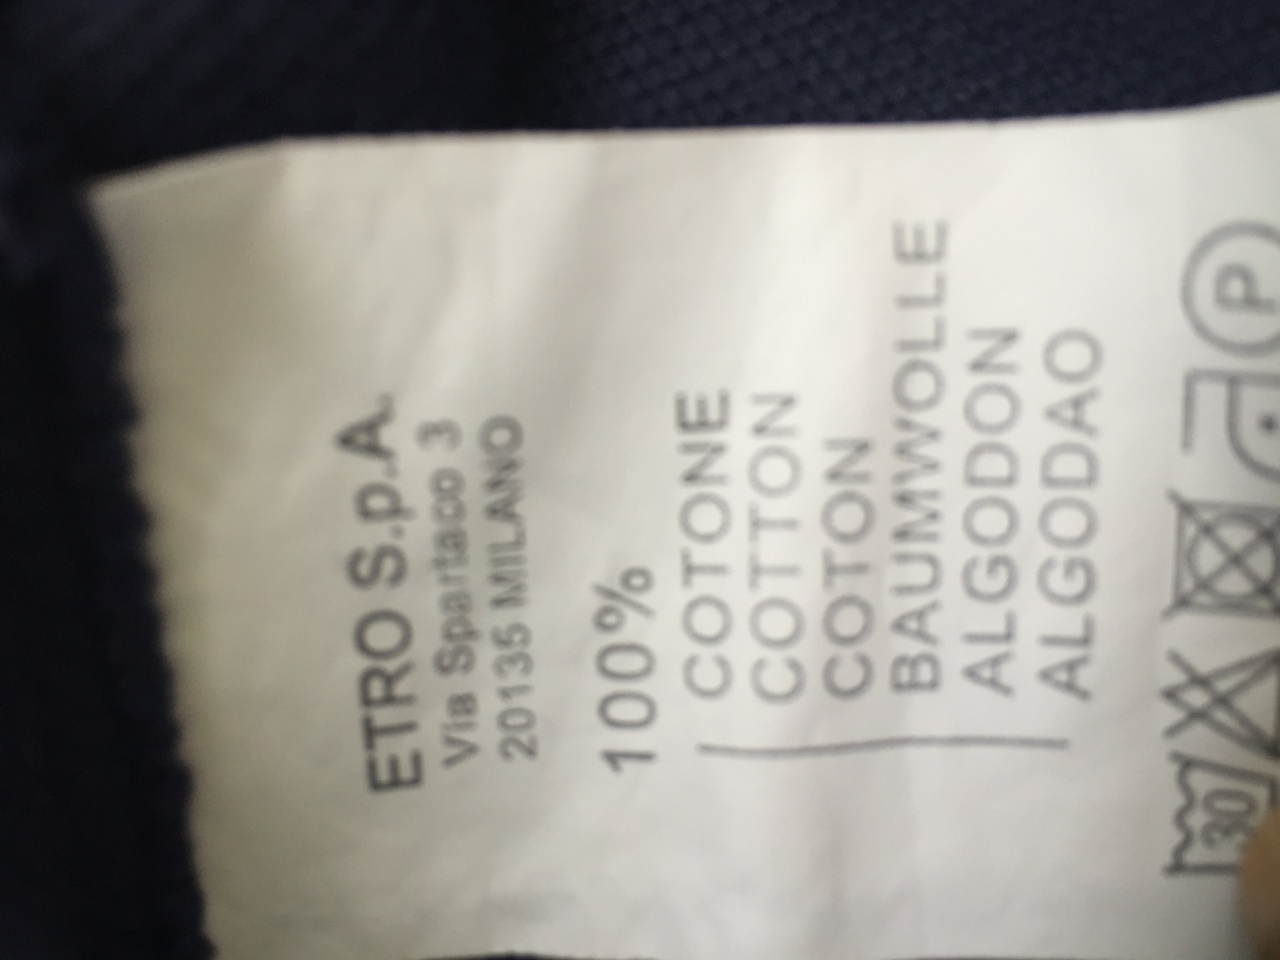 ETRO S.p.A.
Via Spartaco 3
20135 MILANO
100%
COTONE
COTTON
COTON
BAUMWOLLE
ALGODON
ALGODAO
30
P